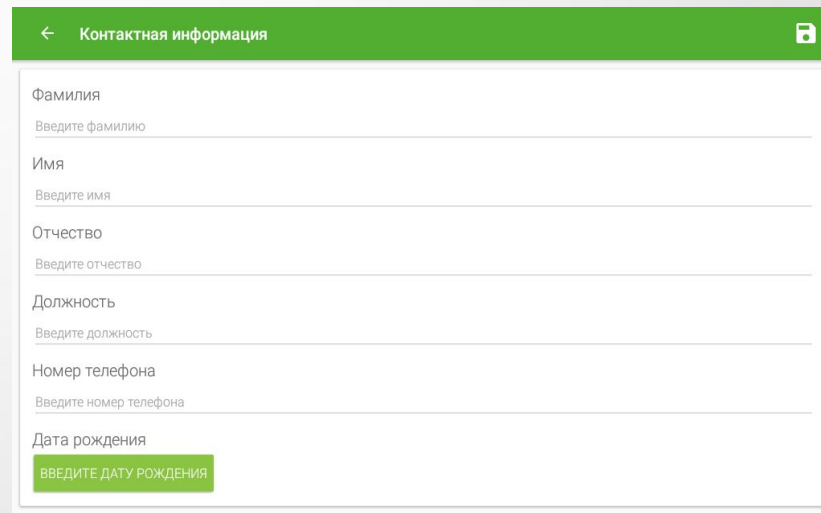 Контактная информация
Фамилия
Введите фамилию
Имя
Введите имя
Отчество
Введите отчество
Должность
Введите должность
Номер телефона
Введите номер телефона
Дата рождения
ВВЕДИТЕ ДАТУ РОЖДЕНИЯ